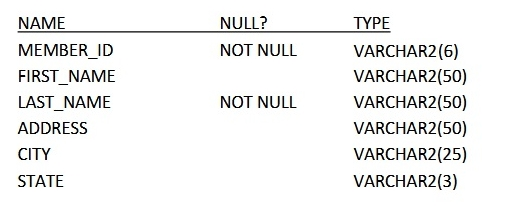 NAME NULL? TYPE
MEMBER_ID NOT NULL VARCHAR2(6)
FIRST_NAME VARCHAR2(50)
LAST_NAME NOT NULL VARCHAR2(50)
ADDRESS VARCHAR2(50)
CITY VARCHAR2(25)
STATE VARCHAR2(3)